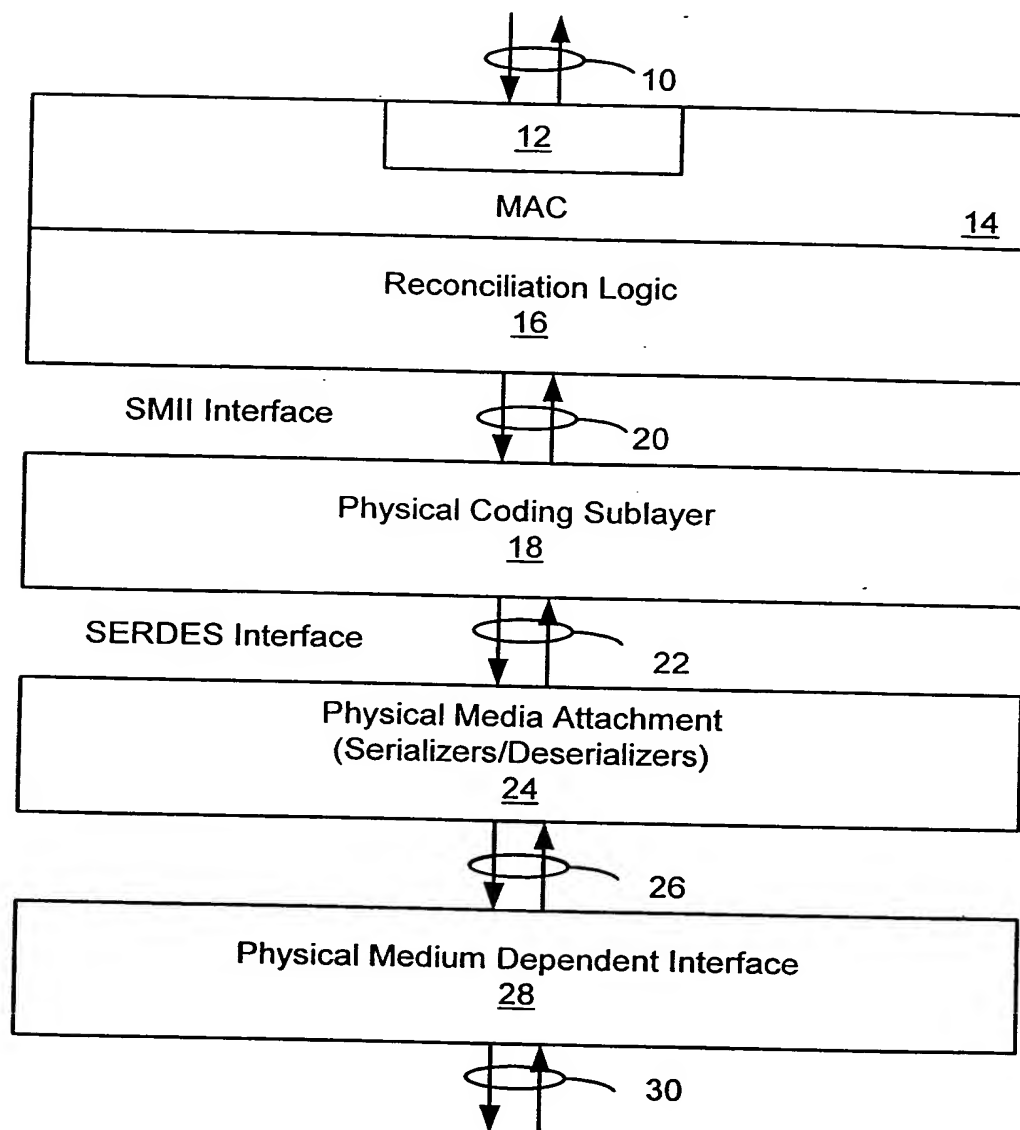 10
12
MAC
14
Reconciliation Logic
16
SMII Interface
20
Physical Coding Sublayer
18
SERDES Interface
22
Physical Media Attachment
(Serializers/Deserializers)
24
26
Physical Medium Dependent Interface
28
30